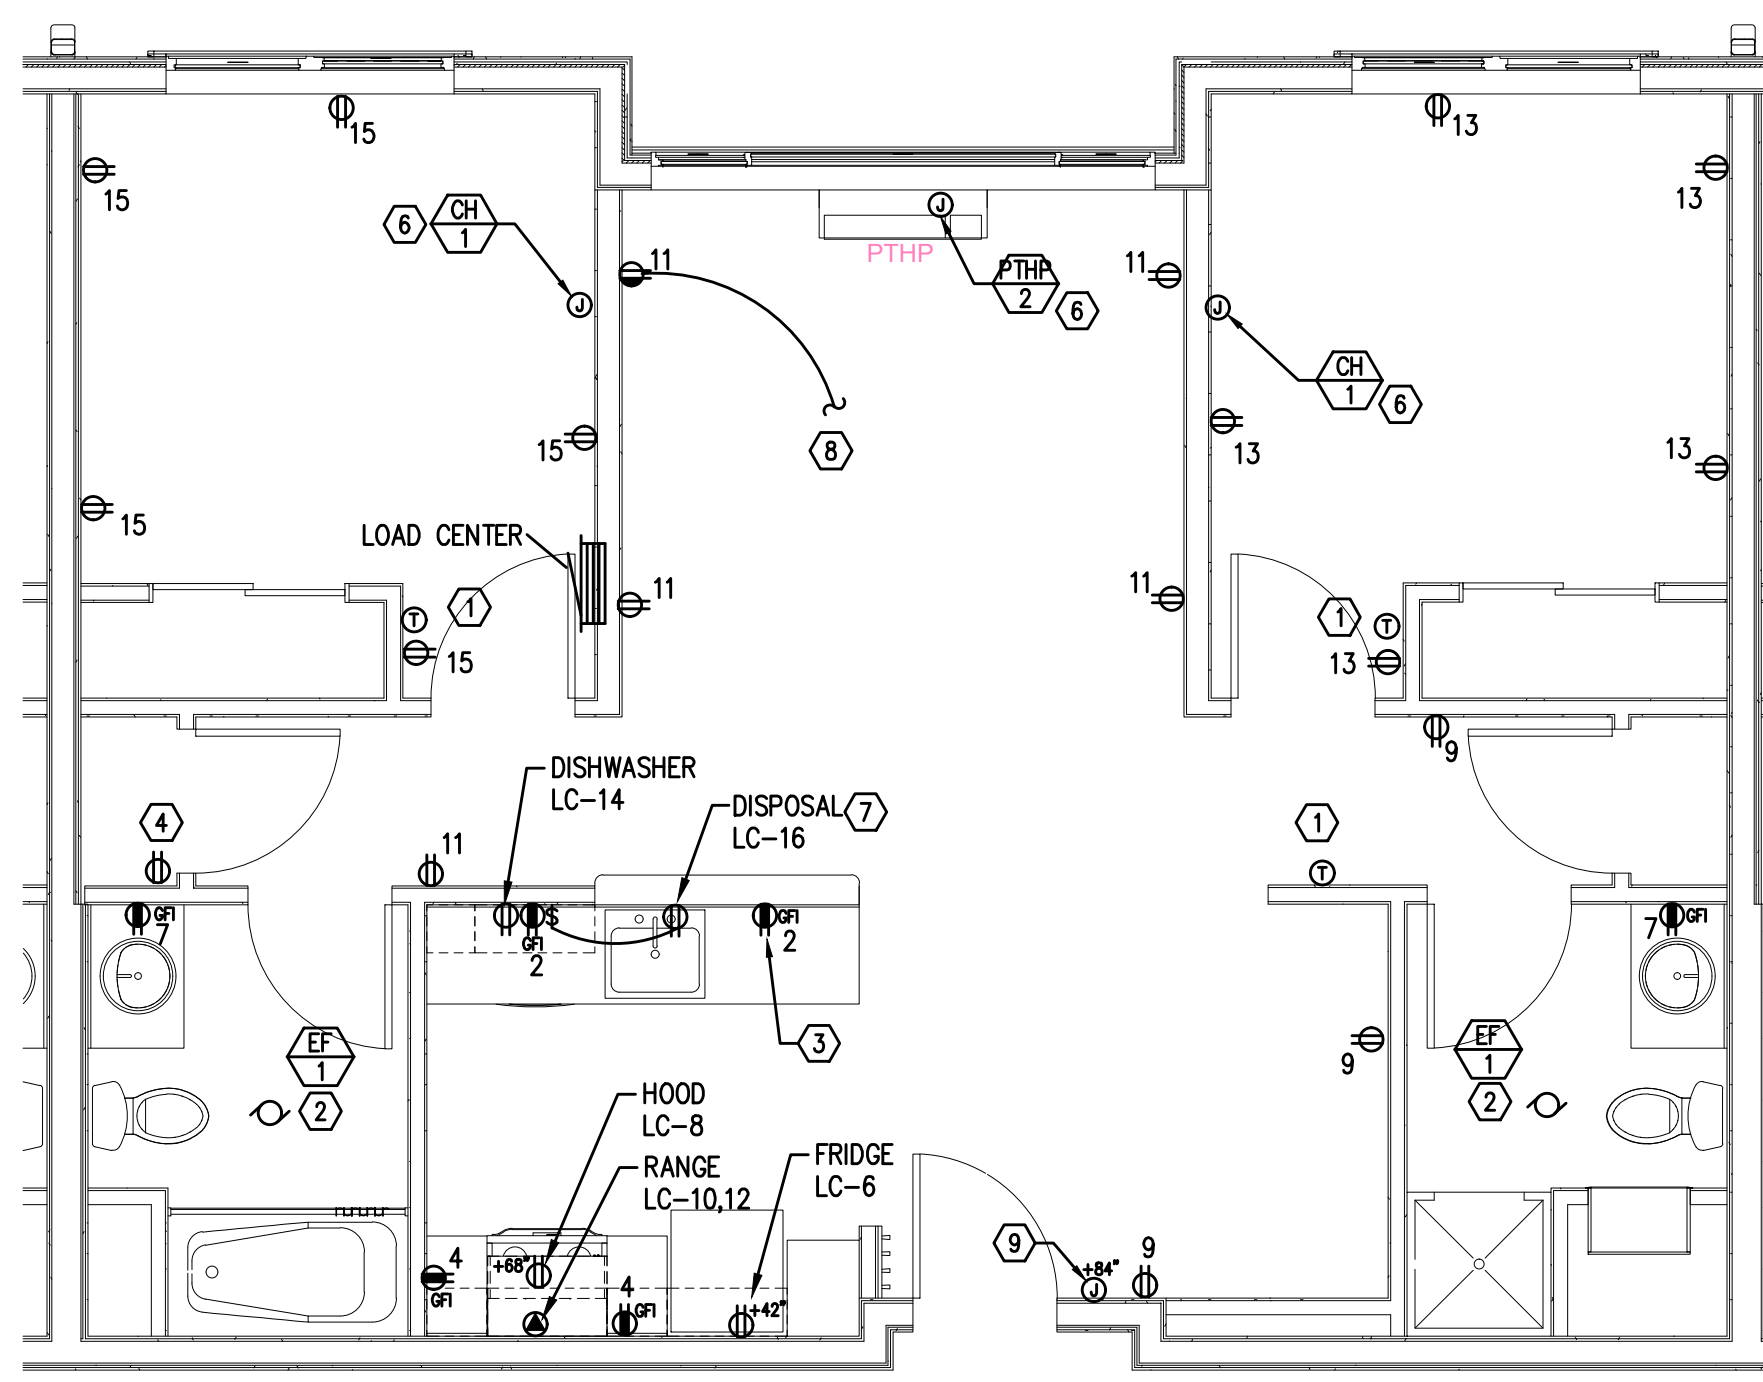 15
13
15
13
6
CH
1
J
PTHP
11
PTHP
2
6
11
J
J
CH
1
6
15
8
13
13
15
LOAD CENTER
11
11
1
T
15
1
T
13
9
DISHWASHER
LC-14
DISPOSAL
LC-16
7
4
11
1
T
GFI
7
$
GFI
2
GFI
2
GFI
7
3
EF
1
2
9
EF
1
2
HOOD
LC-8
RANGE
LC-10,12
FRIDGE
LC-6
9
9
+84"
J
4
GFI
+68"
4
GFI
+42"